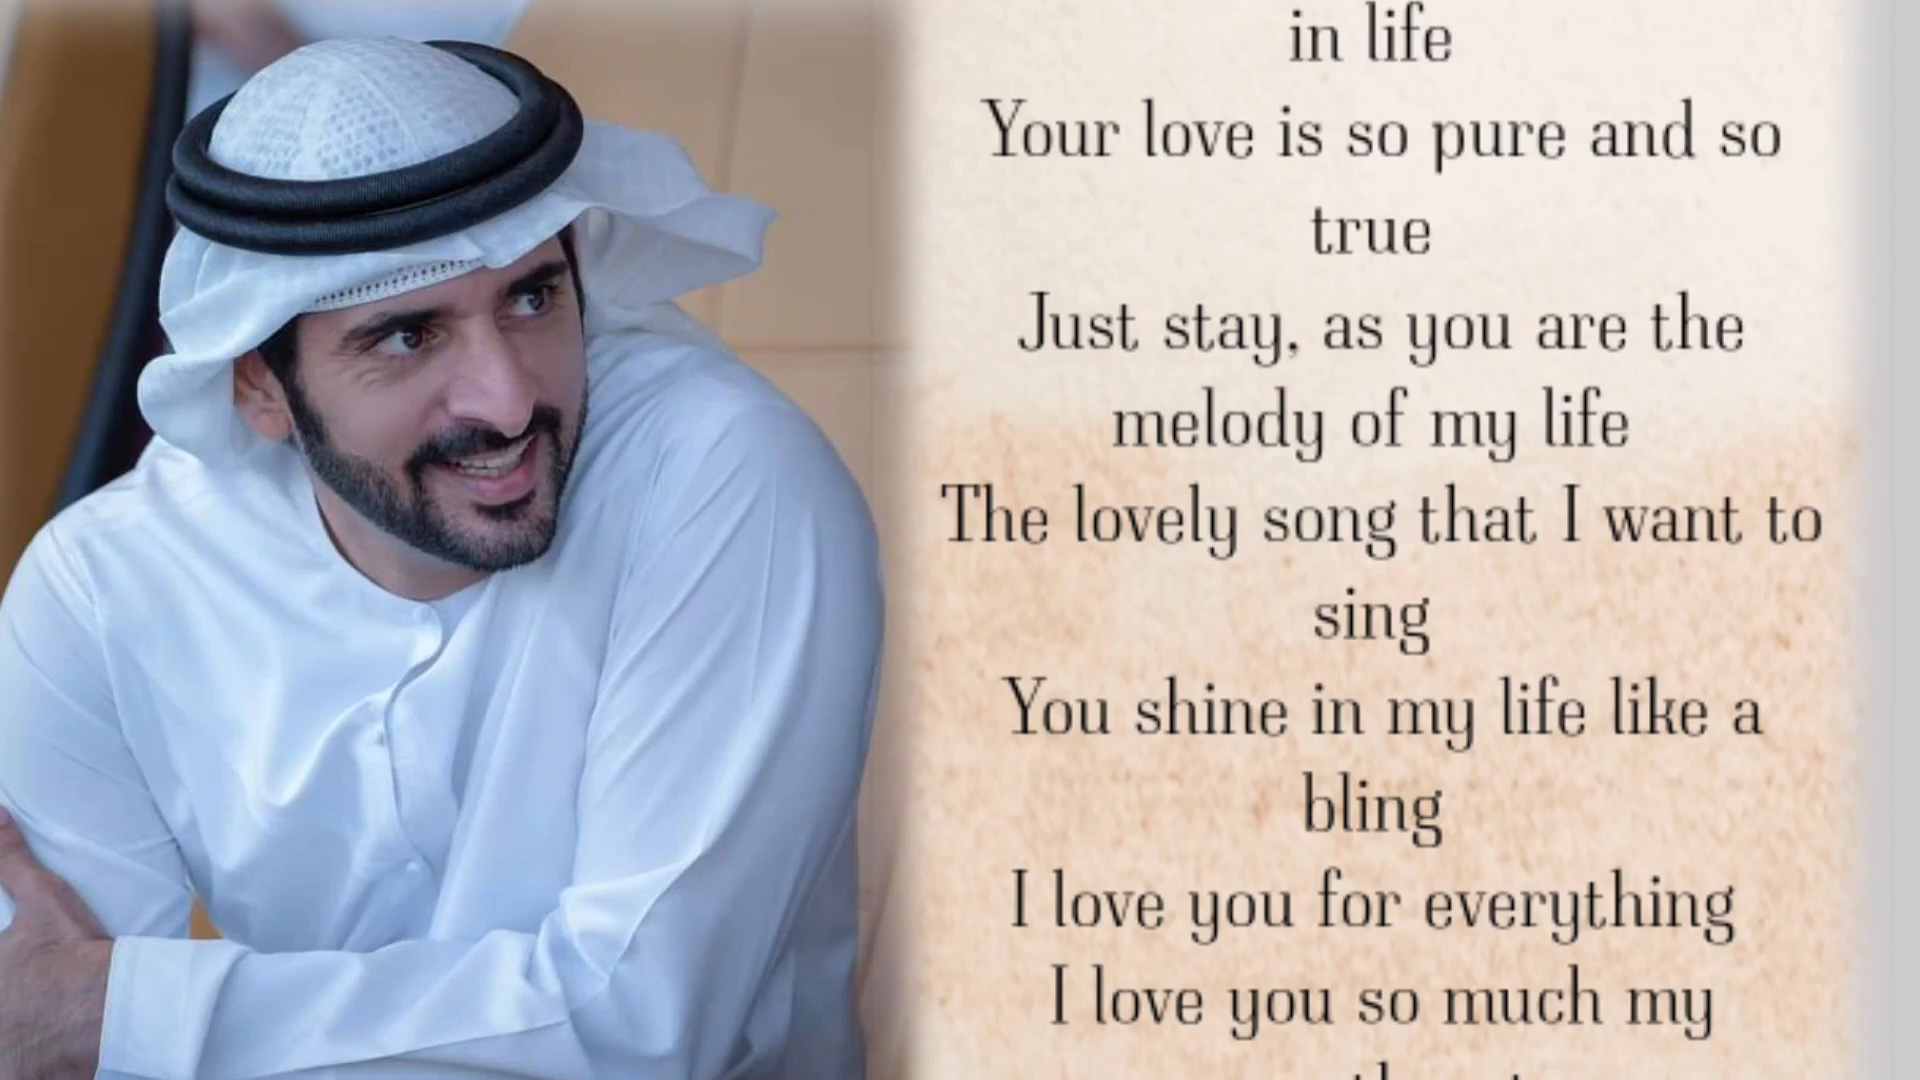 in life
Your love is so pure and so
true
Just stay, as you are the
melody of my life
The lovely song that I want to
sing
You shine in my life like a
bling
I love you for everything
I love you so much my